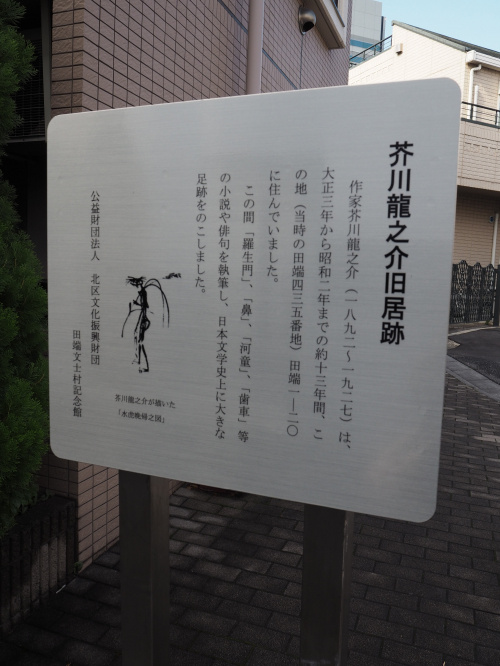 芥川龍之介旧居跡
作家芥川龍之介(一八九二〜一九二七)は、
大正三年から昭和二年までの約十三年間、こ
の地(当時の田端四三五番地)田端一―二〇
に住んでいました。
この間「羅生門」、「鼻」、「河童」、「歯車」等
の小説や俳句を執筆し、日本文学史上に大きな
足跡をのこしました。
芥川龍之介が描いた
「水虎晩帰之図」
公益財団法人 北区文化振興財団
田端文士村記念館